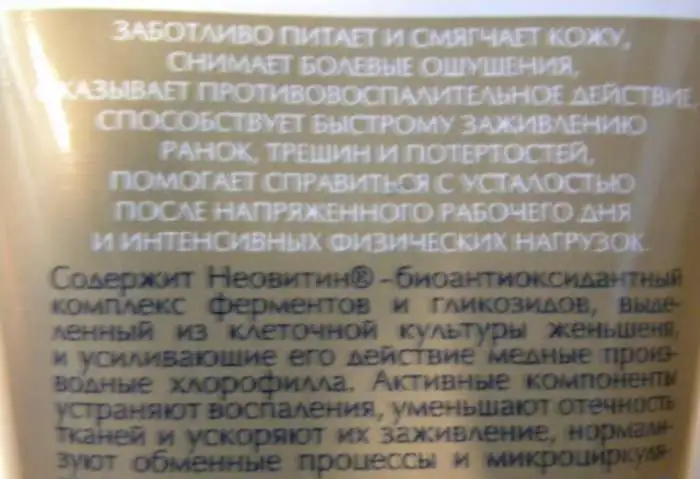 ЗАБОТЛИВО ПИТАЕТ И СМЯГЧАЕТ КОЖУ,
СНИМАЕТ БОЛЕВЫЕ ОЩУЩЕНИЯ,
ОКАЗЫВАЕТ ПРОТИВОВОСПАЛИТЕЛЬНОЕ ДЕЙСТВИЕ
СПОСОБСТВУЕТ БЫСТРОМУ ЗАЖИВЛЕНИЮ
РАНОК, ТРЕЩИН И ПОТЕРТОСТЕЙ,
ПОМОГАЕТ СПРАВИТЬСЯ С УСТАЛОСТЬЮ
ПОСЛЕ НАПРЯЖЕННОГО РАБОЧЕГО ДНЯ
И ИНТЕНСИВНЫХ ФИЗИЧЕСКИХ НАГРУЗОК.
Содержит Неовитин® - биоантиоксидантный
комплекс ферментов и гликозидов, выде-
ленный из клеточной культуры женьшеня,
и усиливающие его действие медные произ-
водные хлорофилла. Активные компоненты
устраняют воспаления, уменьшают отечность
тканей и ускоряют их заживление, нормали-
зуют обменные процессы и микроциркуля-